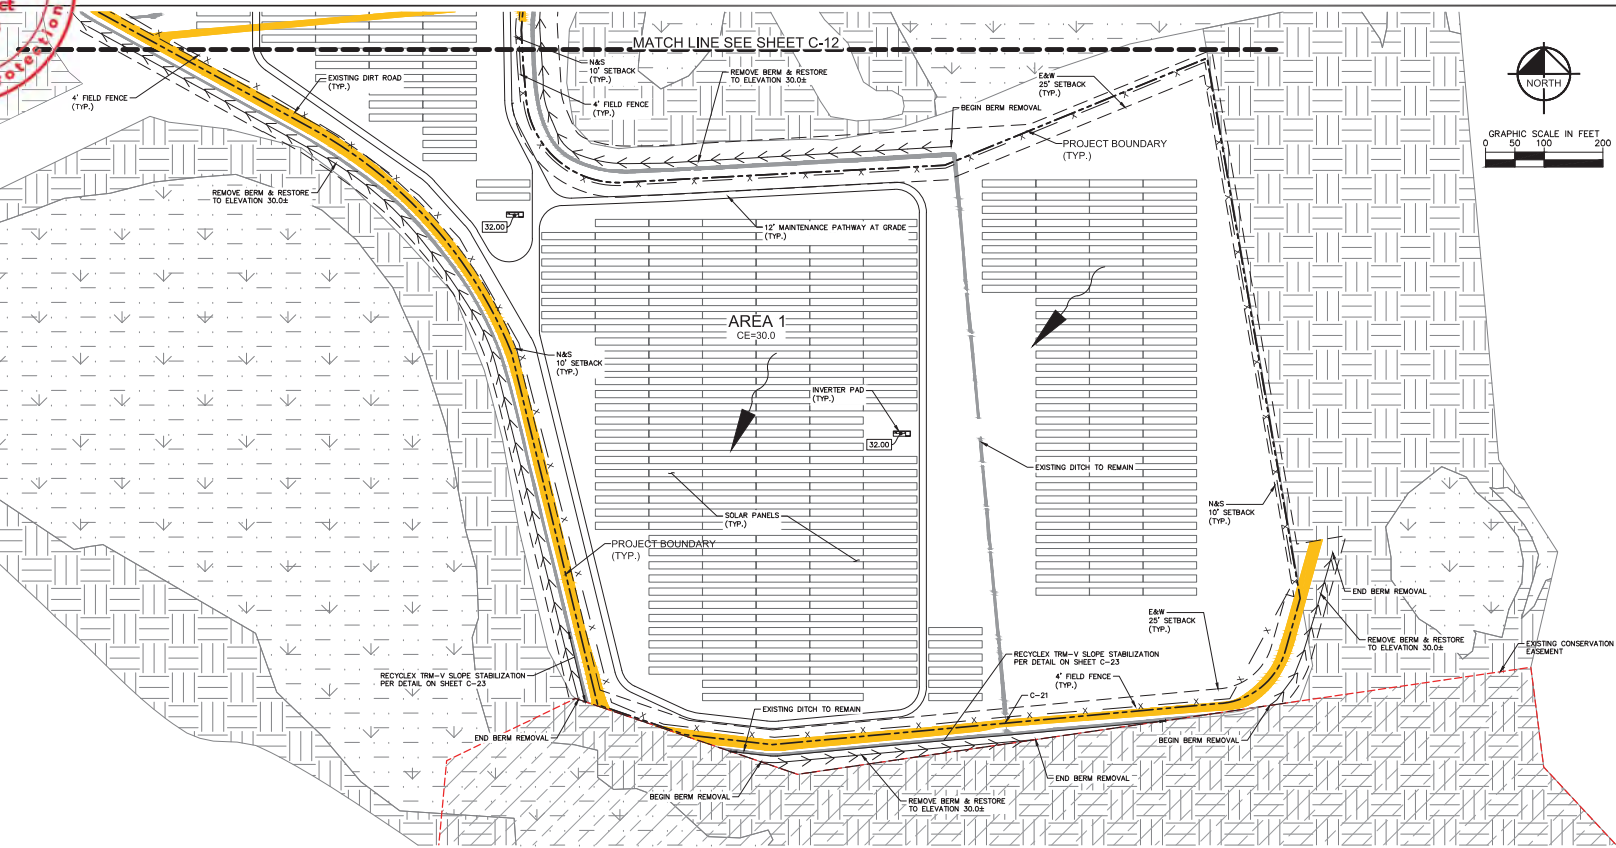 ct
otection
MATCH LINE SEE SHEET C-12
NORTH
GRAPHIC SCALE IN FEET
0 50 100 200
4' FIELD FENCE
(TYP.)
EXISTING DIRT ROAD
(TYP.)
N&S
10' SETBACK
(TYP.)
4' FIELD FENCE
(TYP.)
REMOVE BERM & RESTORE
TO ELEVATION 30.0±
BEGIN BERM REMOVAL
E&W
25' SETBACK
(TYP.)
PROJECT BOUNDARY
(TYP.)
REMOVE BERM & RESTORE
TO ELEVATION 30.0±
32.00
12' MAINTENANCE PATHWAY AT GRADE
(TYP.)
AREA 1
CE=30.0
N&S
10' SETBACK
(TYP.)
INVERTER PAD
(TYP.)
32.00
EXISTING DITCH TO REMAIN
SOLAR PANELS
(TYP.)
PROJECT BOUNDARY
(TYP.)
N&S
10' SETBACK
(TYP.)
END BERM REMOVAL
E&W
25' SETBACK
(TYP.)
REMOVE BERM & RESTORE
TO ELEVATION 30.0±
EXISTING CONSERVATION
EASEMENT
RECYCLEX TRM-V SLOPE STABILIZATION
PER DETAIL ON SHEET C-23
RECYCLEX TRM-V SLOPE STABILIZATION
PER DETAIL ON SHEET C-23
4' FIELD FENCE
(TYP.)
C-21
EXISTING DITCH TO REMAIN
END BERM REMOVAL
BEGIN BERM REMOVAL
END BERM REMOVAL
BEGIN BERM REMOVAL
REMOVE BERM & RESTORE
TO ELEVATION 30.0±